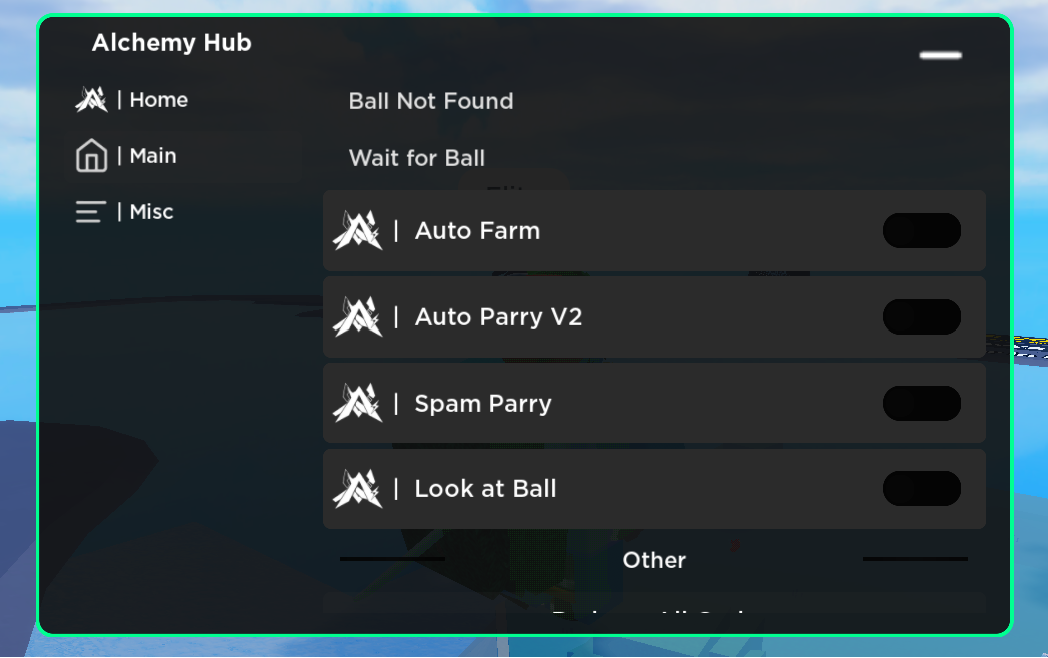 Alchemy Hub
| Home
| Main
| Misc
Ball Not Found
Wait for Ball
| Auto Farm
| Auto Parry V2
| Spam Parry
| Look at Ball
Other